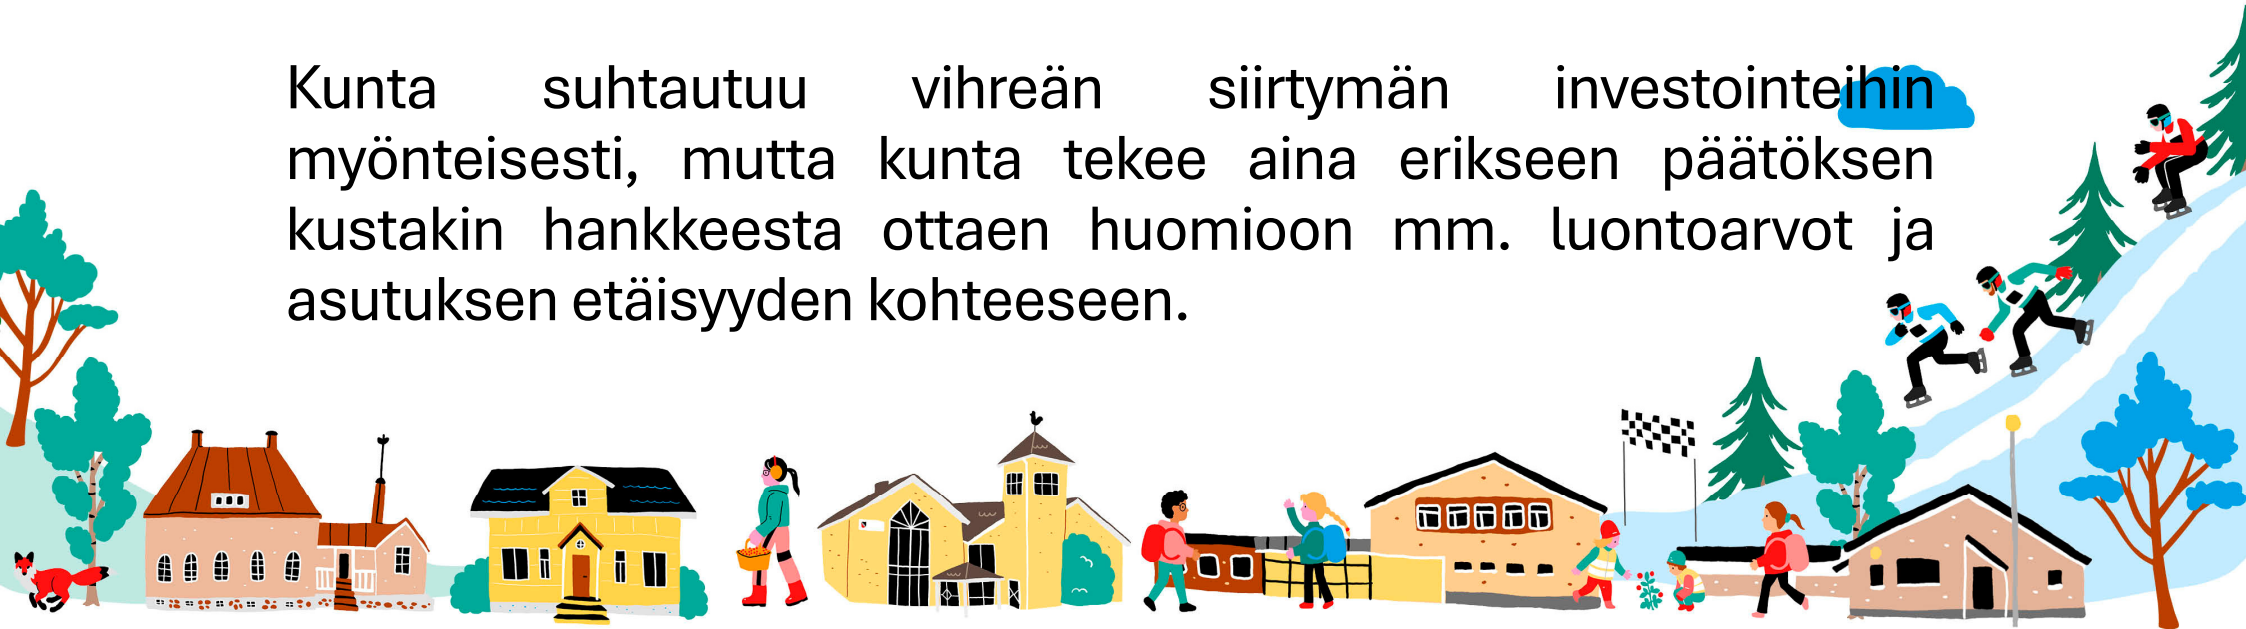 Kunta suhtautuu vihreän siirtymän investointeihin
myönteisesti, mutta kunta tekee aina erikseen päätöksen
kustakin hankkeesta ottaen huomioon mm. luontoarvot ja
asutuksen etäisyyden kohteeseen.